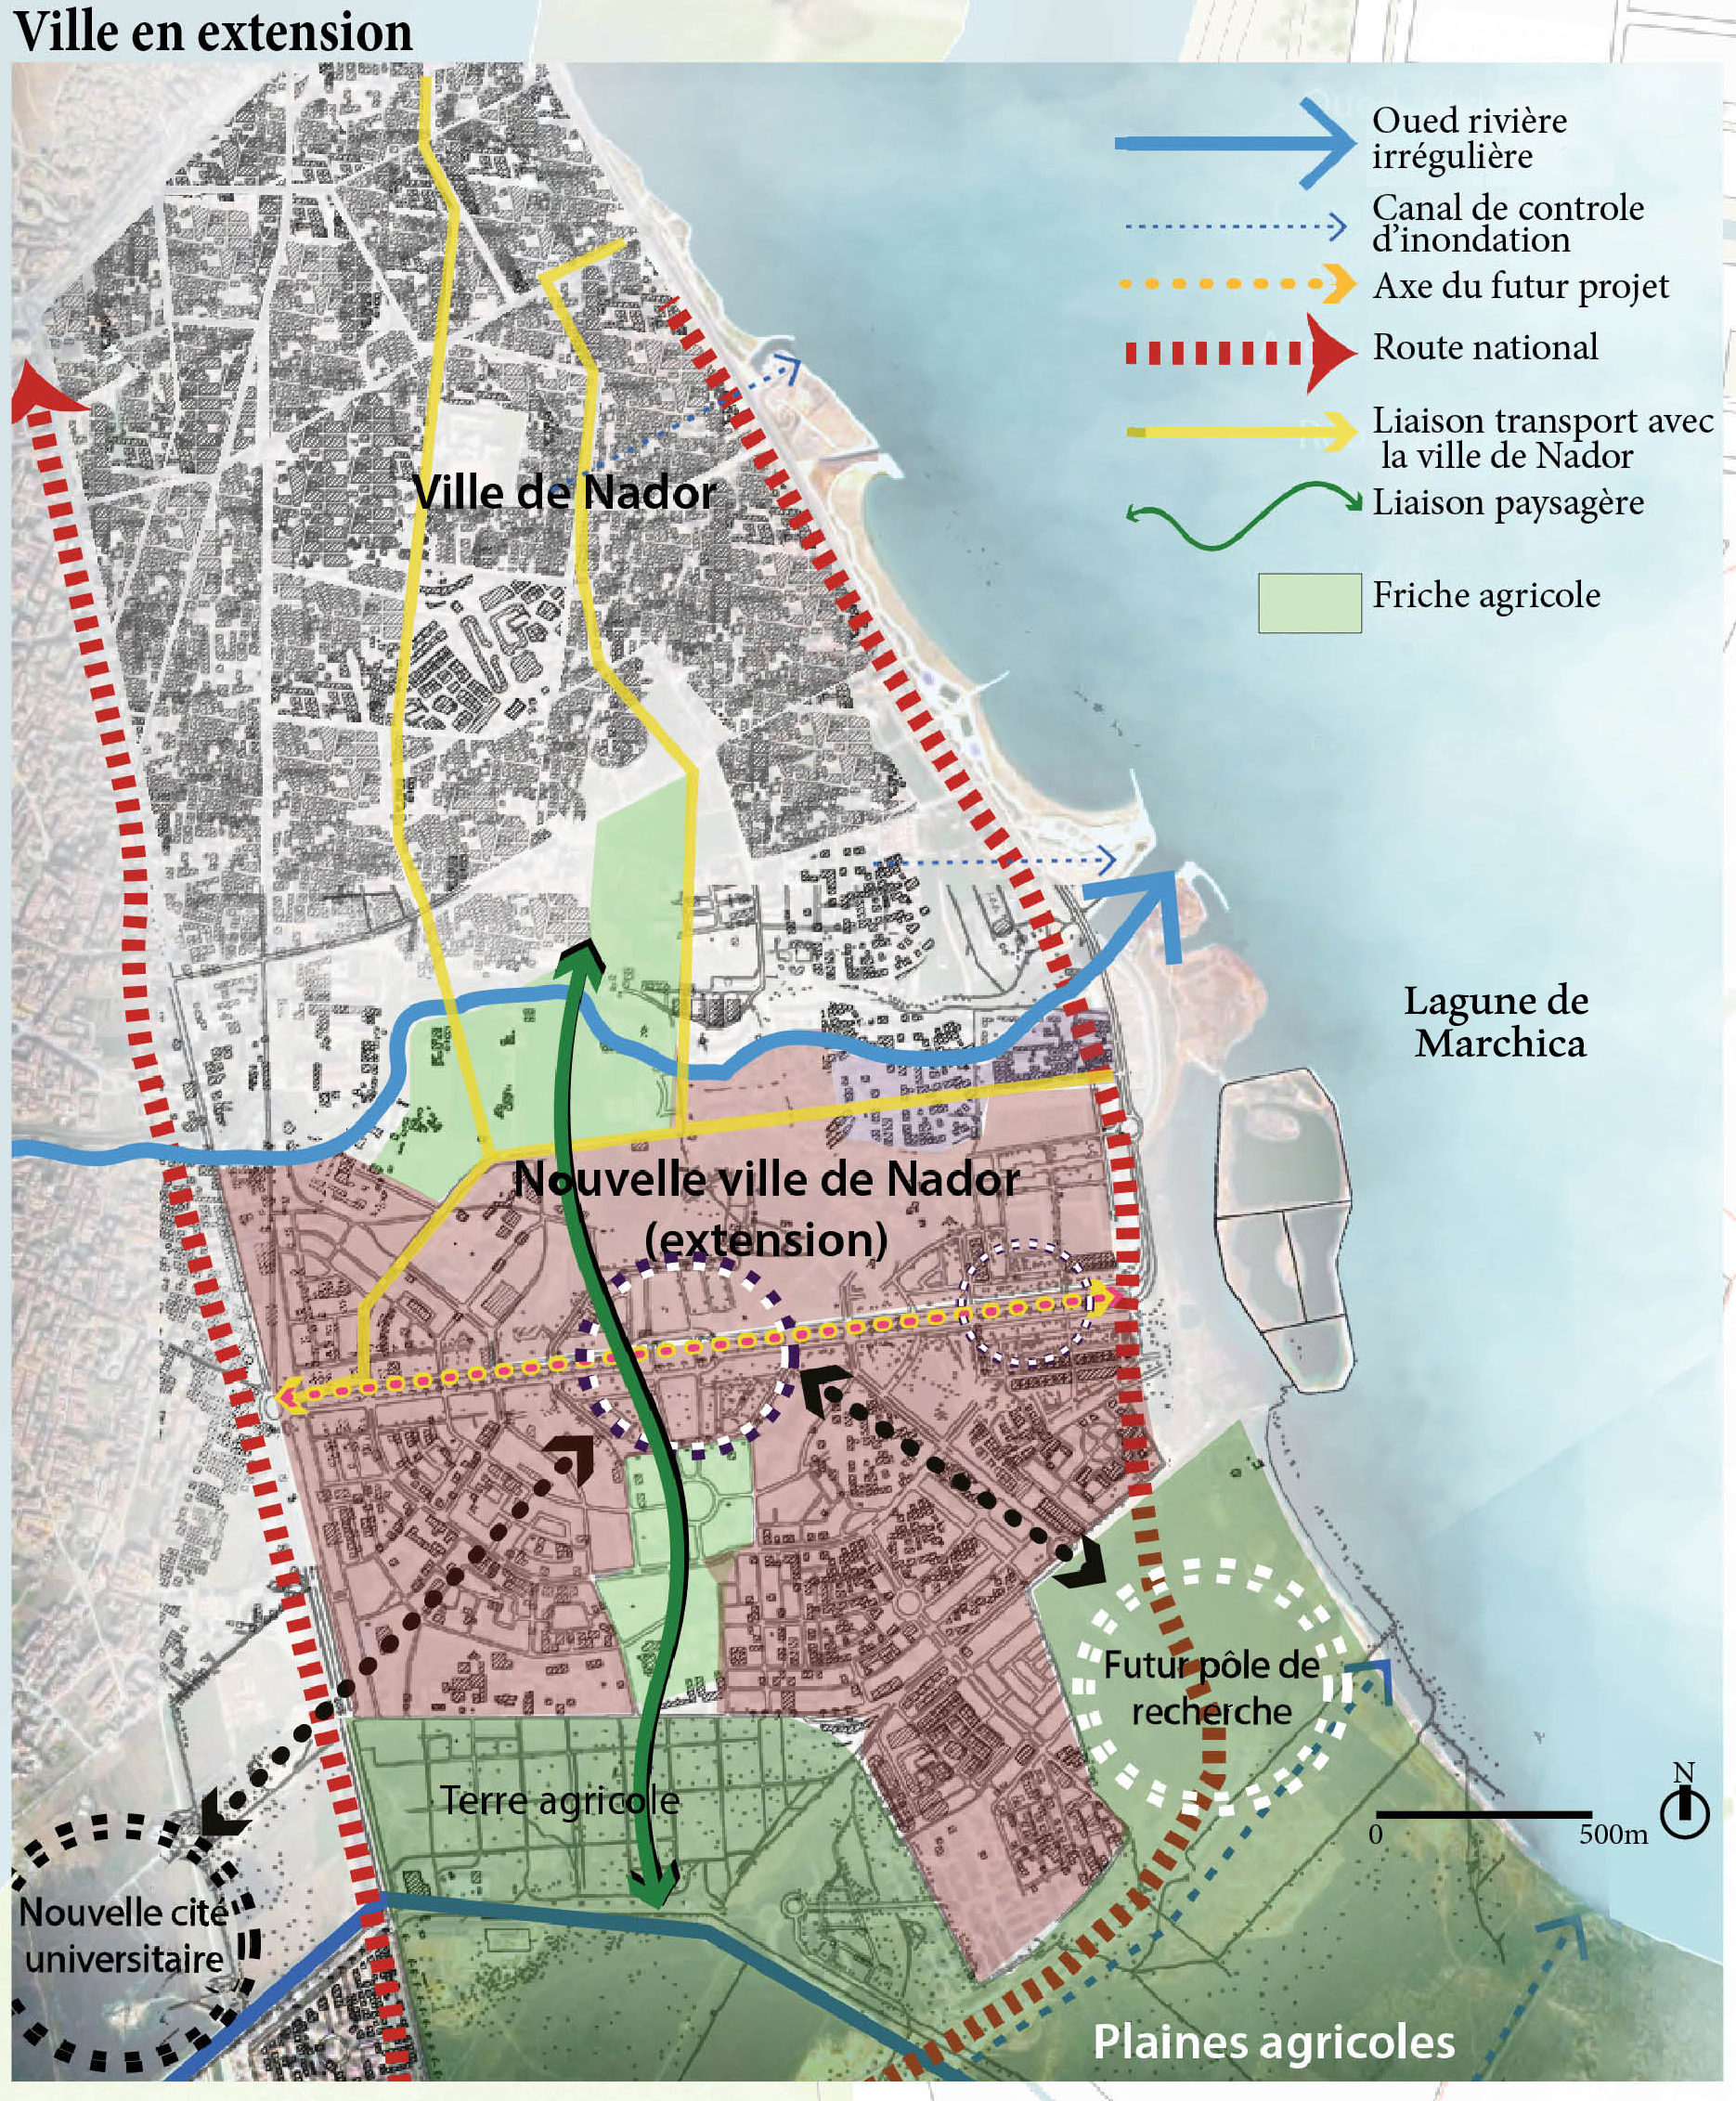 Ville en extension
Oued rivière
irrégulière
Canal de controle
d'inondation
Axe du futur projet
Route national
Liaison transport avec
la ville de Nador
Liaison paysagère
Friche agricole
Ville de Nador
Lagune de
Marchica
Nouvelle ville de Nador
(extension)
Futur pôle de
recherche
Terre agricole
N
0 500m
Nouvelle cité
universitaire
Plaines agricoles